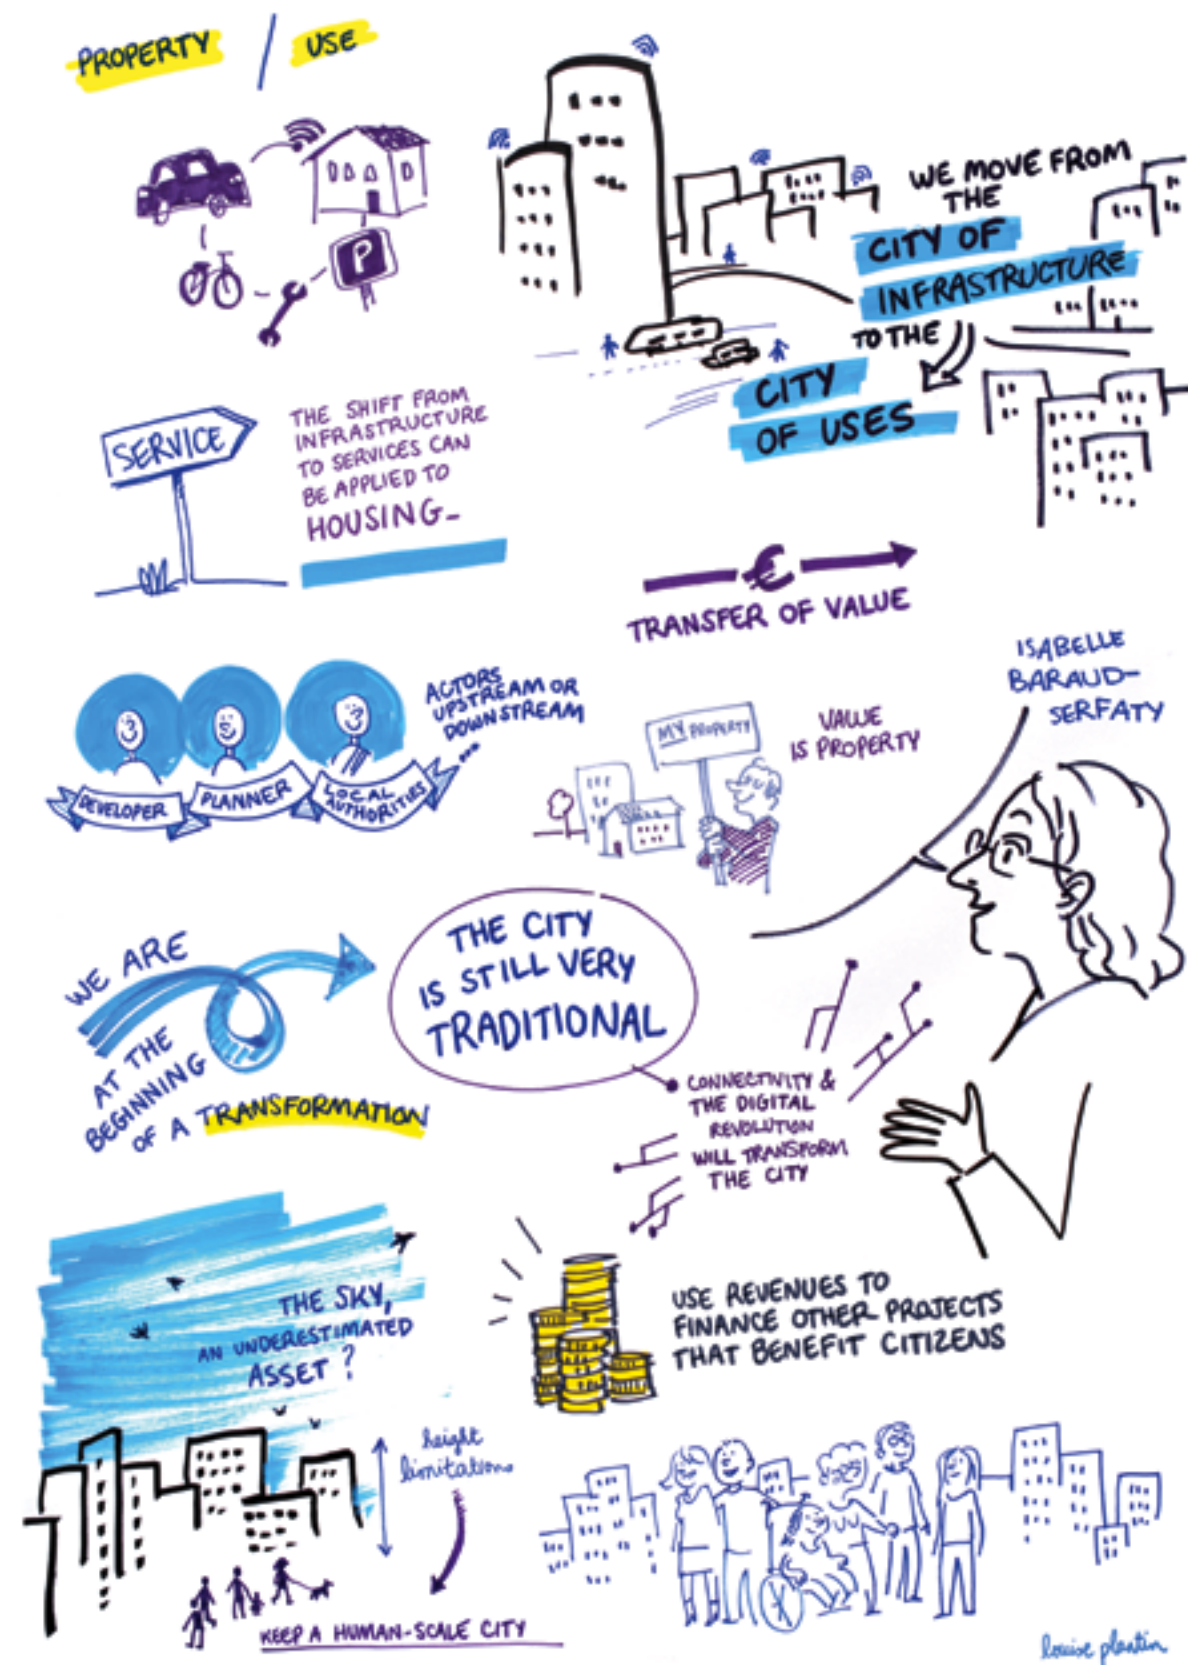 PROPERTY / USE
P
WE MOVE FROM
THE
CITY OF
INFRASTRUCTURE
TO THE
CITY
OF USES
SERVICE
THE SHIFT FROM
INFRASTRUCTURE
TO SERVICES CAN
BE APPLIED TO
HOUSING_
€
TRANSFER OF VALUE
ISABELLE
BARAUD-
SERFATY
DEVELOPER
PLANNER
LOCAL
AUTHORITIES
ACTORS
UPSTREAM OR
DOWNSTREAM
...
MY PROPERTY
VALUE
IS PROPERTY
WE ARE
AT THE
BEGINNING
OF A TRANSFORMATION
THE CITY
IS STILL VERY
TRADITIONAL
CONNECTIVITY &
THE DIGITAL
REVOLUTION
WILL TRANSFORM
THE CITY
THE SKY,
AN UNDERESTIMATED
ASSET ?
height
limitations
KEEP A HUMAN-SCALE CITY
USE REVENUES TO
FINANCE OTHER PROJECTS
THAT BENEFIT CITIZENS
louise plantin